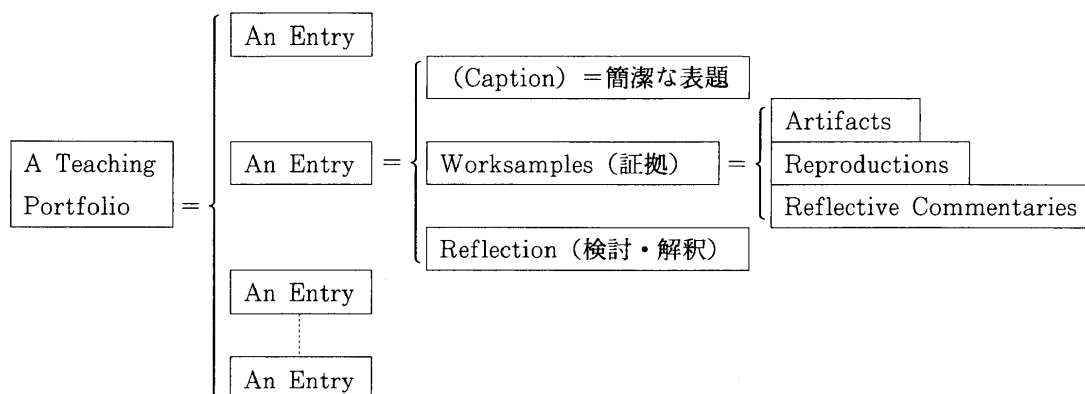 A Teaching
Portfolio
=
An Entry
An Entry
An Entry
An Entry
=
(Caption) =簡潔な表題
Worksamples (証拠)
Reflection (検討・解釈)
=
Artifacts
Reproductions
Reflective Commentaries